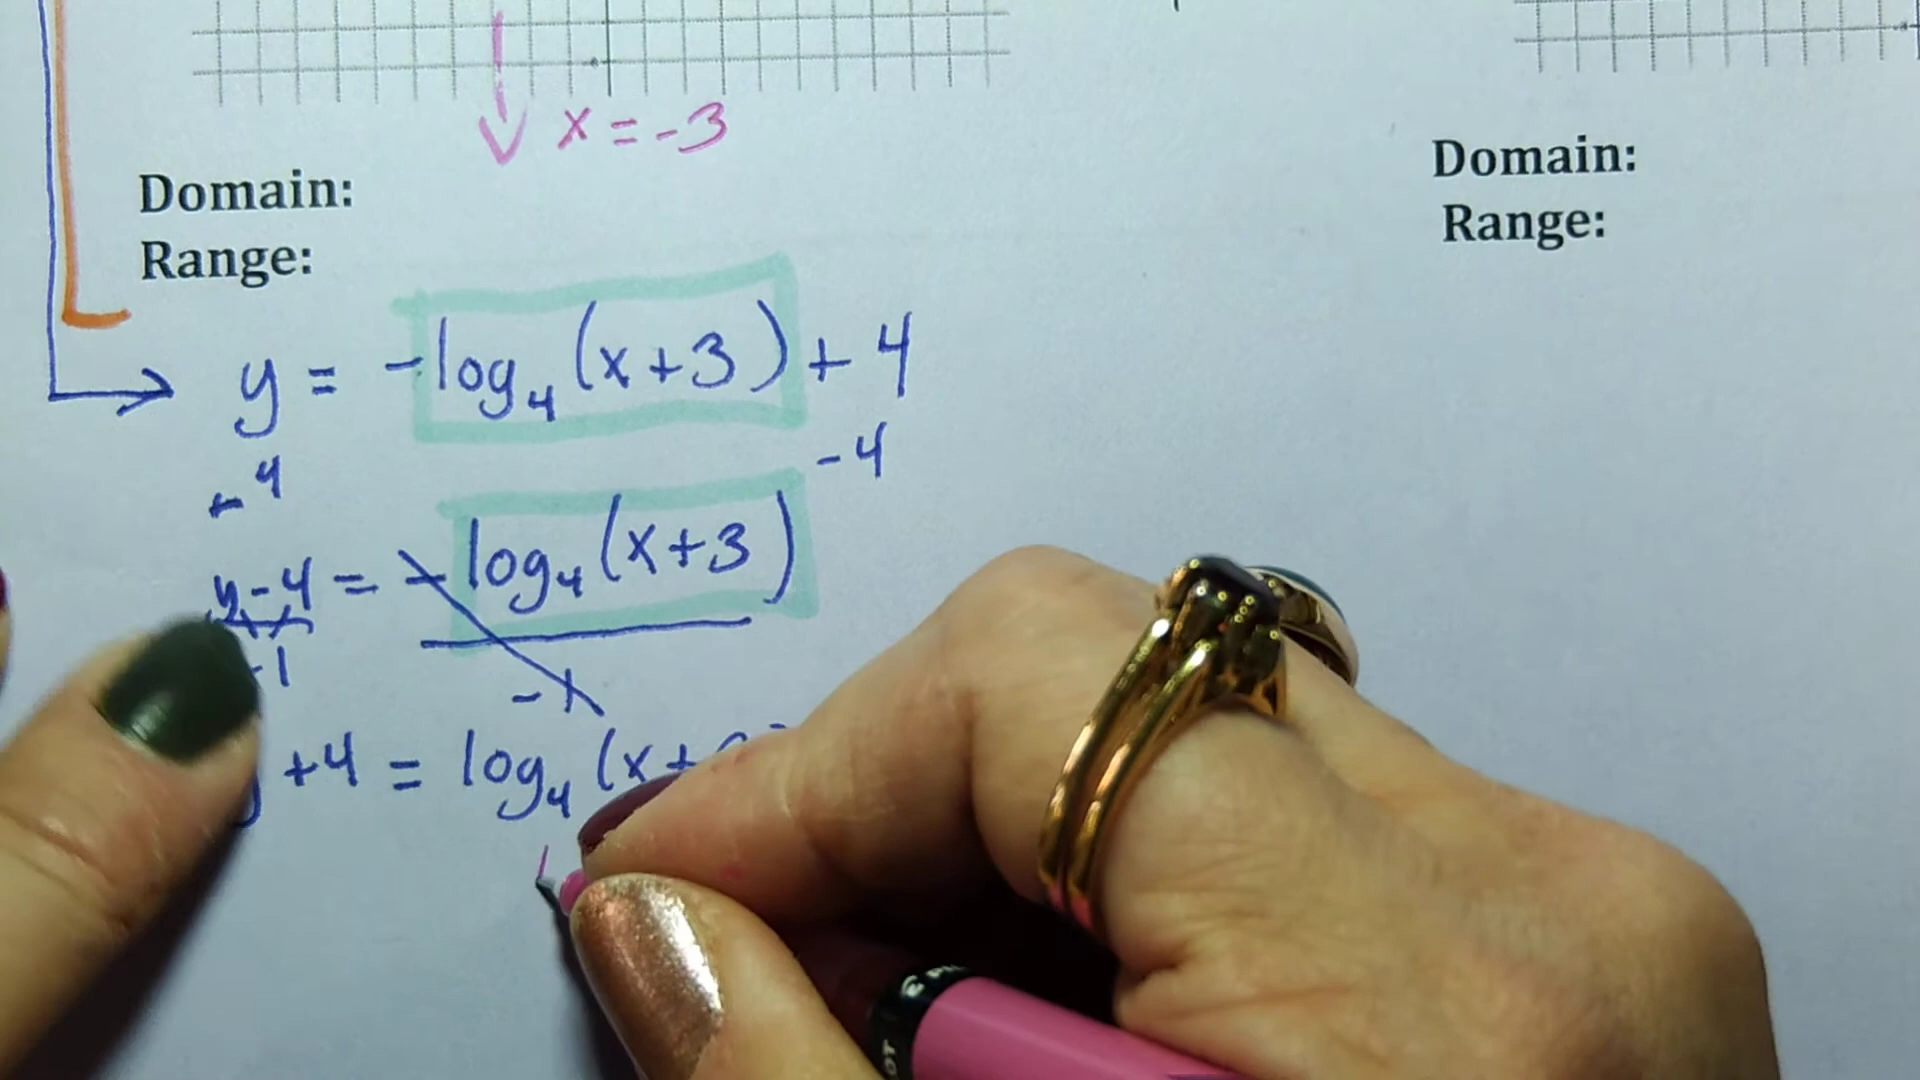 x = -3
Domain:
Range:
Domain:
Range:
y = -log₄(x+3) + 4
-4 -4
y-4 = -log₄(x+3)
-1 -1
+4 = log₄(x+